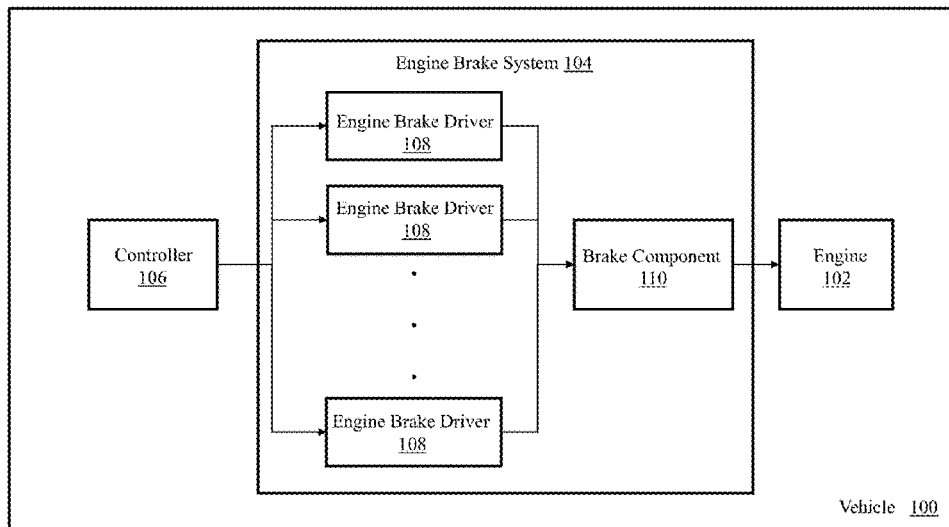 Engine Brake System 104
Engine Brake Driver
108
Engine Brake Driver
108
Controller
106
Brake Component
110
Engine
102
Engine Brake Driver
108
Vehicle 100